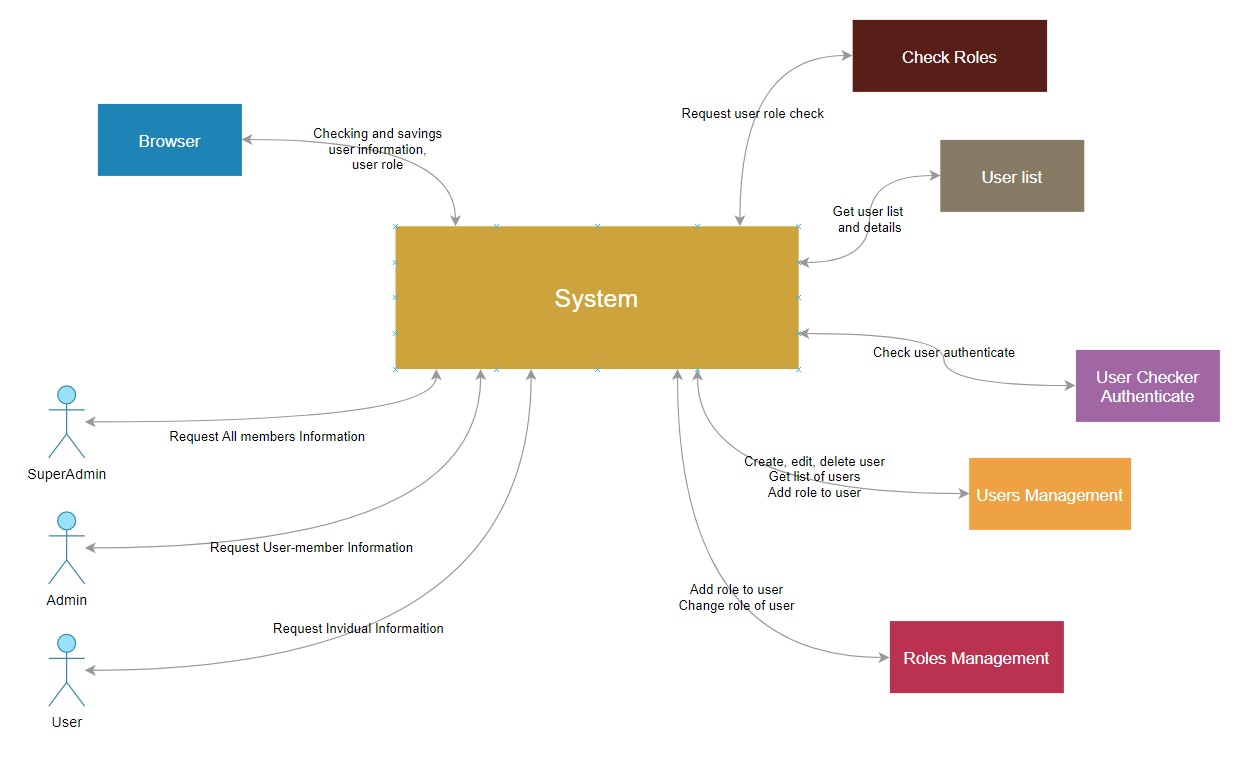 Check Roles
Request user role check
Browser
Checking and savings
user information,
user role
User list
Get user list
and details
System
Check user authenticate
User Checker
Authenticate
SuperAdmin
Request All members Information
Create, edit, delete user
Get list of users
Add role to user
Users Management
Admin
Request User-member Information
Add role to user
Change role of user
User
Request Invidual Informaition
Roles Management